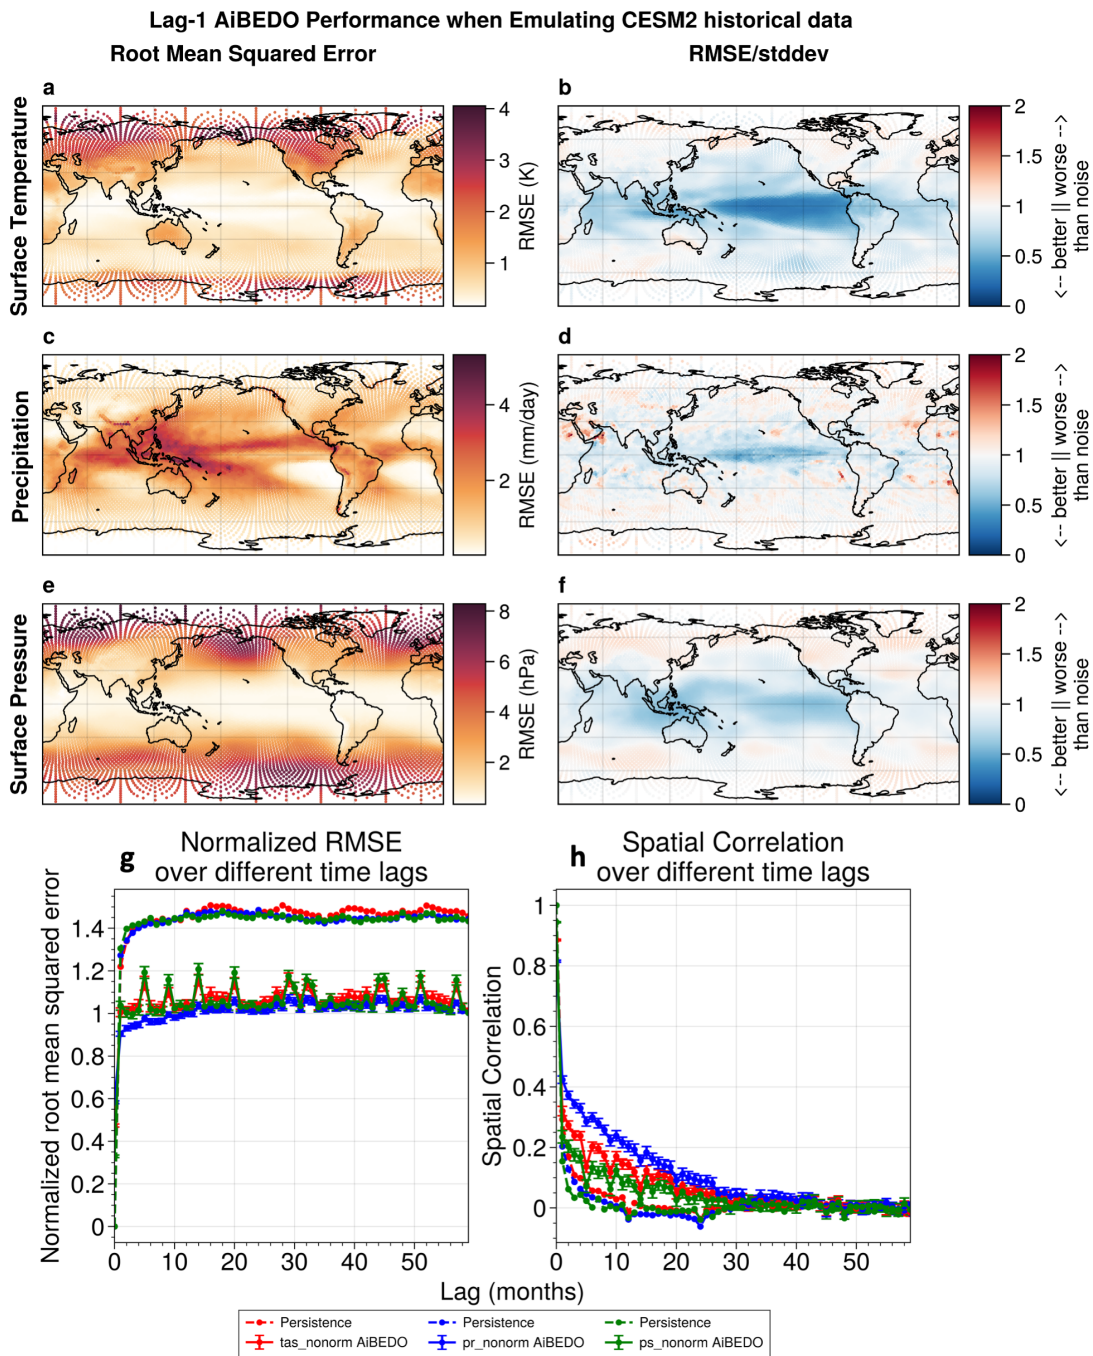 Lag-1 AiBEDO Performance when Emulating CESM2 historical data
Root Mean Squared Error
RMSE/stddev
a
b
Surface Temperature
4
3
2
1
RMSE (K)
2
1.5
1
0.5
0
<-- better || worse -->
than noise
c
d
Precipitation
4
2
RMSE (mm/day)
2
1.5
1
0.5
0
<-- better || worse -->
than noise
e
f
Surface Pressure
8
6
4
2
RMSE (hPa)
2
1.5
1
0.5
0
<-- better || worse -->
than noise
g
Normalized RMSE
over different time lags
Normalized root mean squared error
1.4
1.2
1
0.8
0.6
0.4
0.2
0
0 10 20 30 40 50
h
Spatial Correlation
over different time lags
Spatial Correlation
1
0.8
0.6
0.4
0.2
0
0 10 20 30 40 50
Lag (months)
Persistence Persistence Persistence
tas_nonorm AiBEDO pr_nonorm AiBEDO ps_nonorm AiBEDO